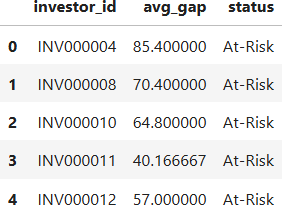 investor_id avg_gap status
0 INV000004 85.400000 At-Risk
1 INV000008 70.400000 At-Risk
2 INV000010 64.800000 At-Risk
3 INV000011 40.166667 At-Risk
4 INV000012 57.000000 At-Risk